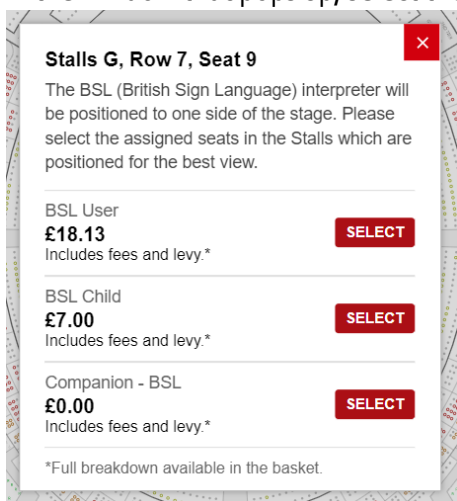 ×
Stalls G, Row 7, Seat 9
The BSL (British Sign Language) interpreter will
be positioned to one side of the stage. Please
select the assigned seats in the Stalls which are
positioned for the best view.
BSL User
£18.13
Includes fees and levy.*
SELECT
BSL Child
£7.00
Includes fees and levy.*
SELECT
Companion - BSL
£0.00
Includes fees and levy.*
SELECT
*Full breakdown available in the basket.